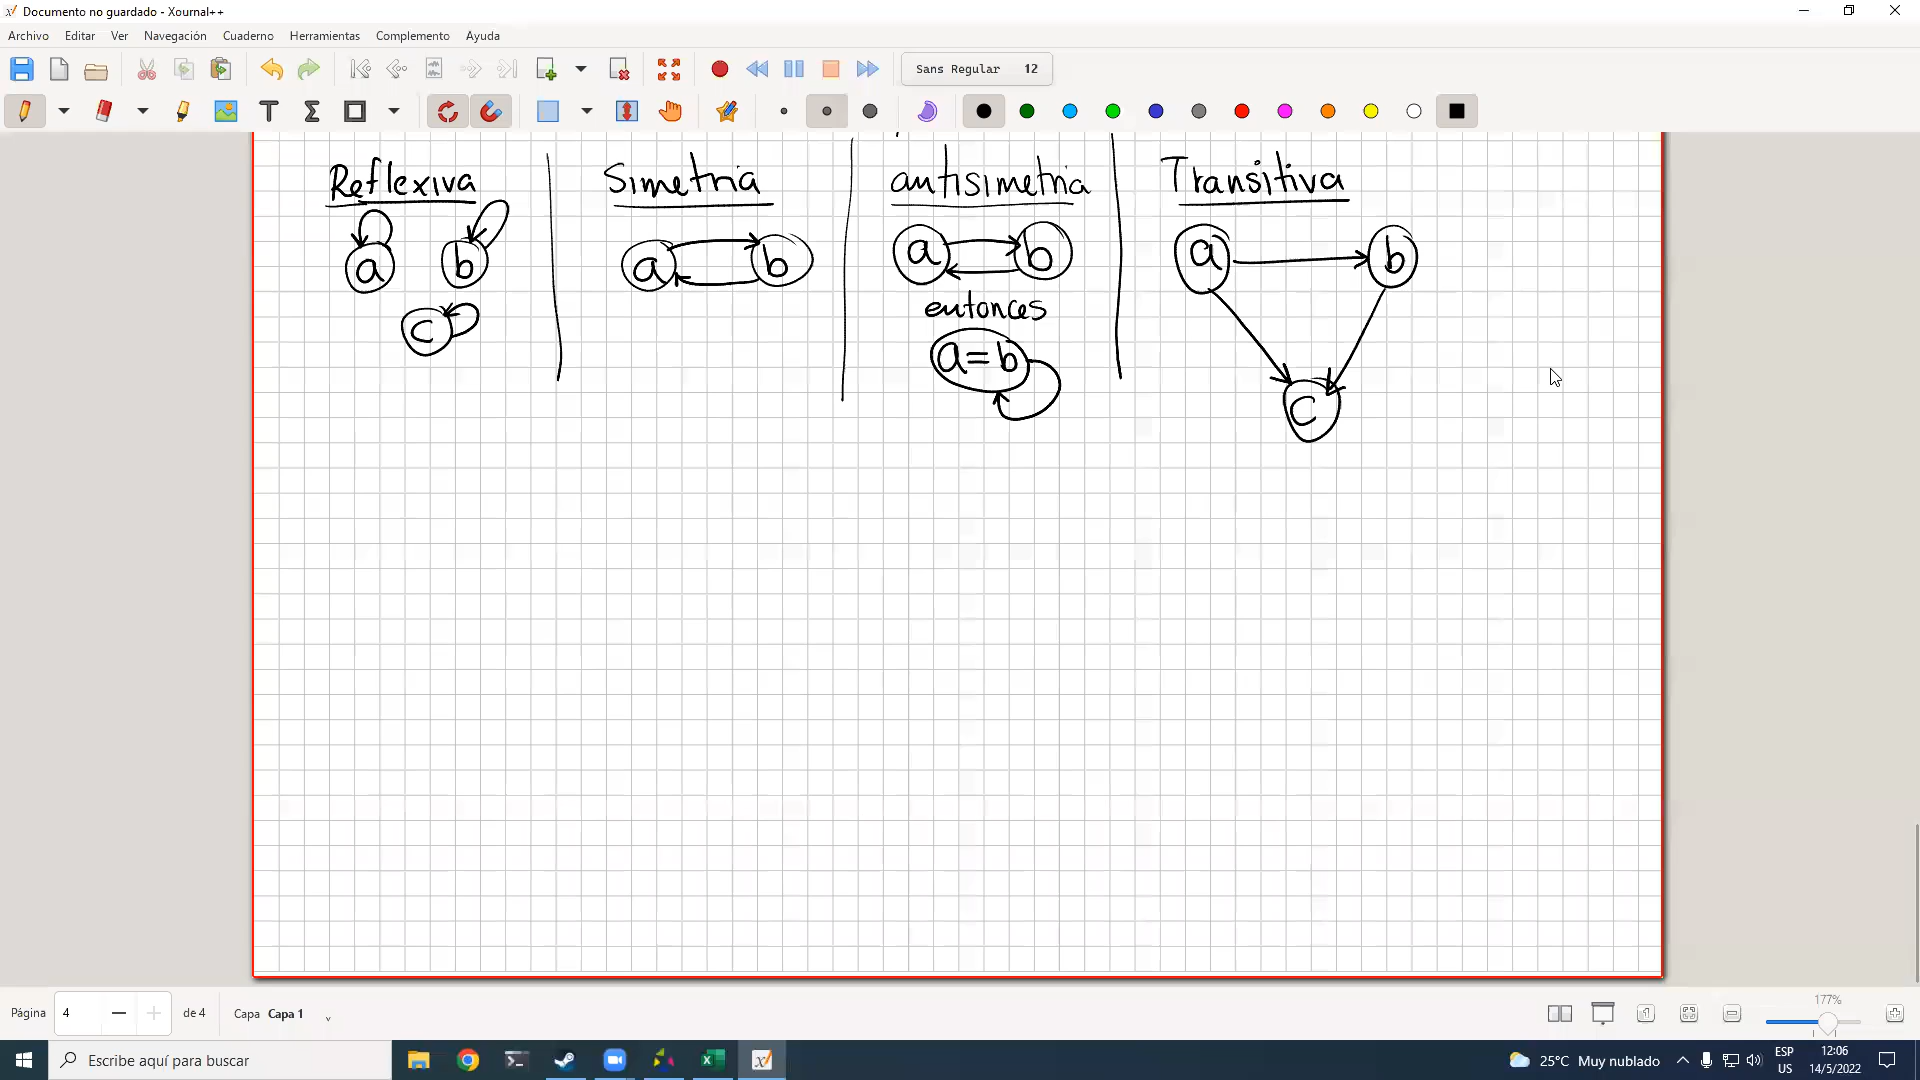 Documento no guardado - Xournal++
Archivo Editar Ver Navegación Cuaderno Herramientas Complemento Ayuda
Sans Regular 12
Reflexiva
a b
c
Simetria
a b
antisimetria
a b
entonces
a=b
Transitiva
a b
c
Página 4 de 4 Capa Capa 1
177%
Escribe aquí para buscar
25°C Muy nublado
ESP
US
12:06
14/5/2022